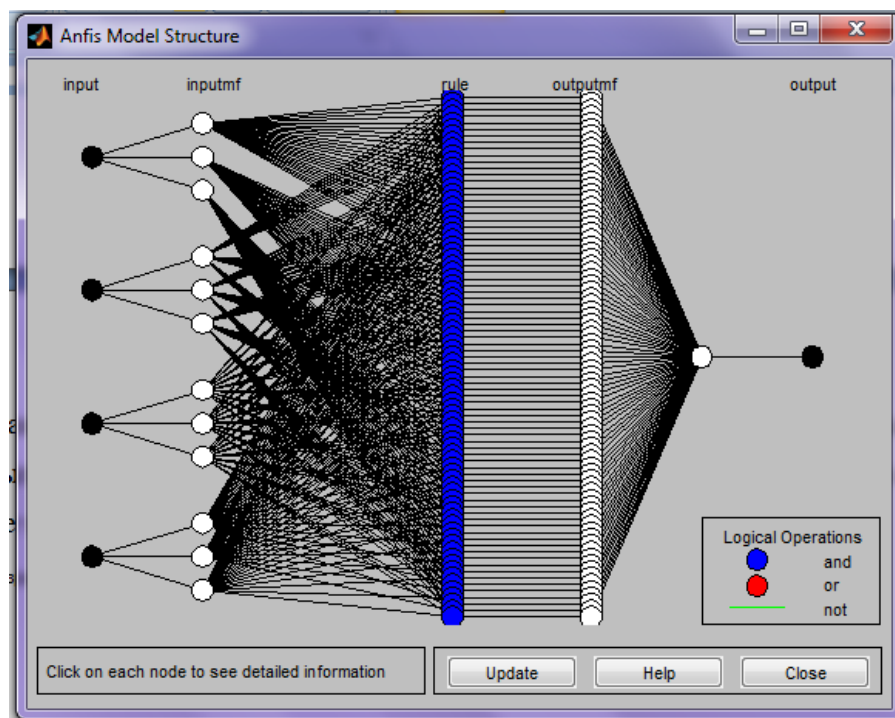 Anfis Model Structure
input inputmf rule outputmf output
Logical Operations
and
or
not
Click on each node to see detailed information
Update Help Close